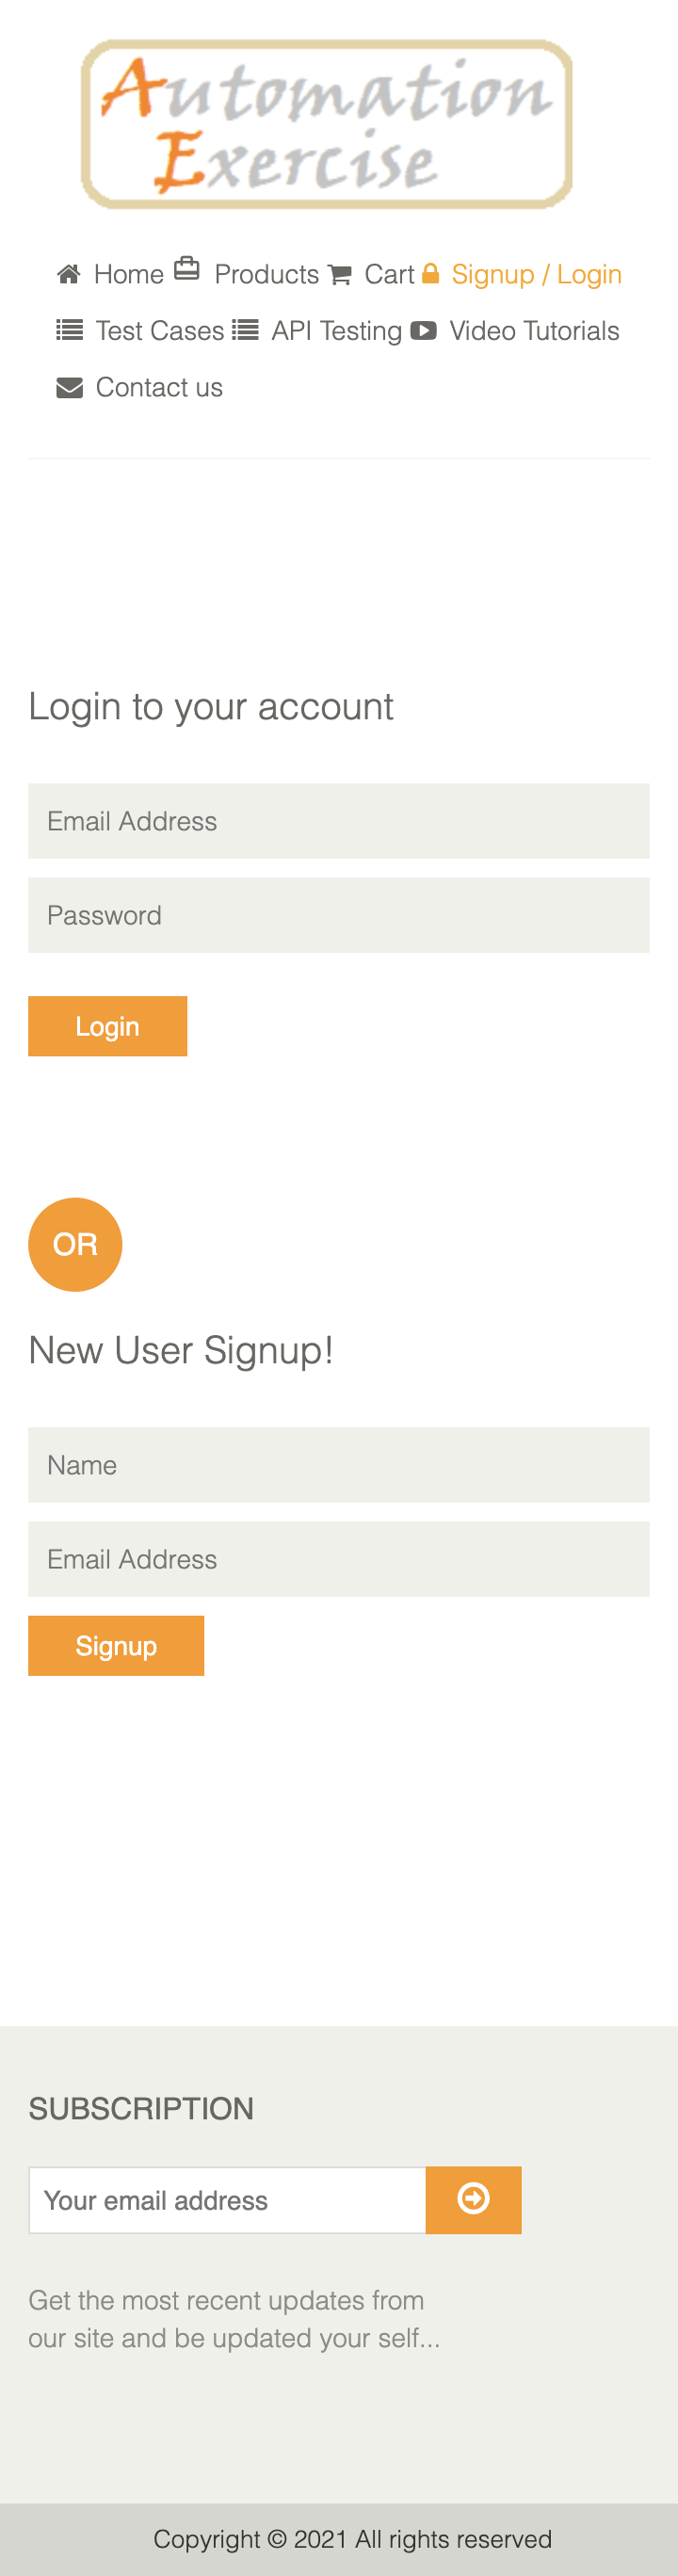 Automation
Exercise
Home Products Cart Signup / Login
Test Cases API Testing Video Tutorials
Contact us
Login to your account
Email Address
Password
Login
OR
New User Signup!
Name
Email Address
Signup
SUBSCRIPTION
Your email address
Get the most recent updates from
our site and be updated your self...
Copyright © 2021 All rights reserved